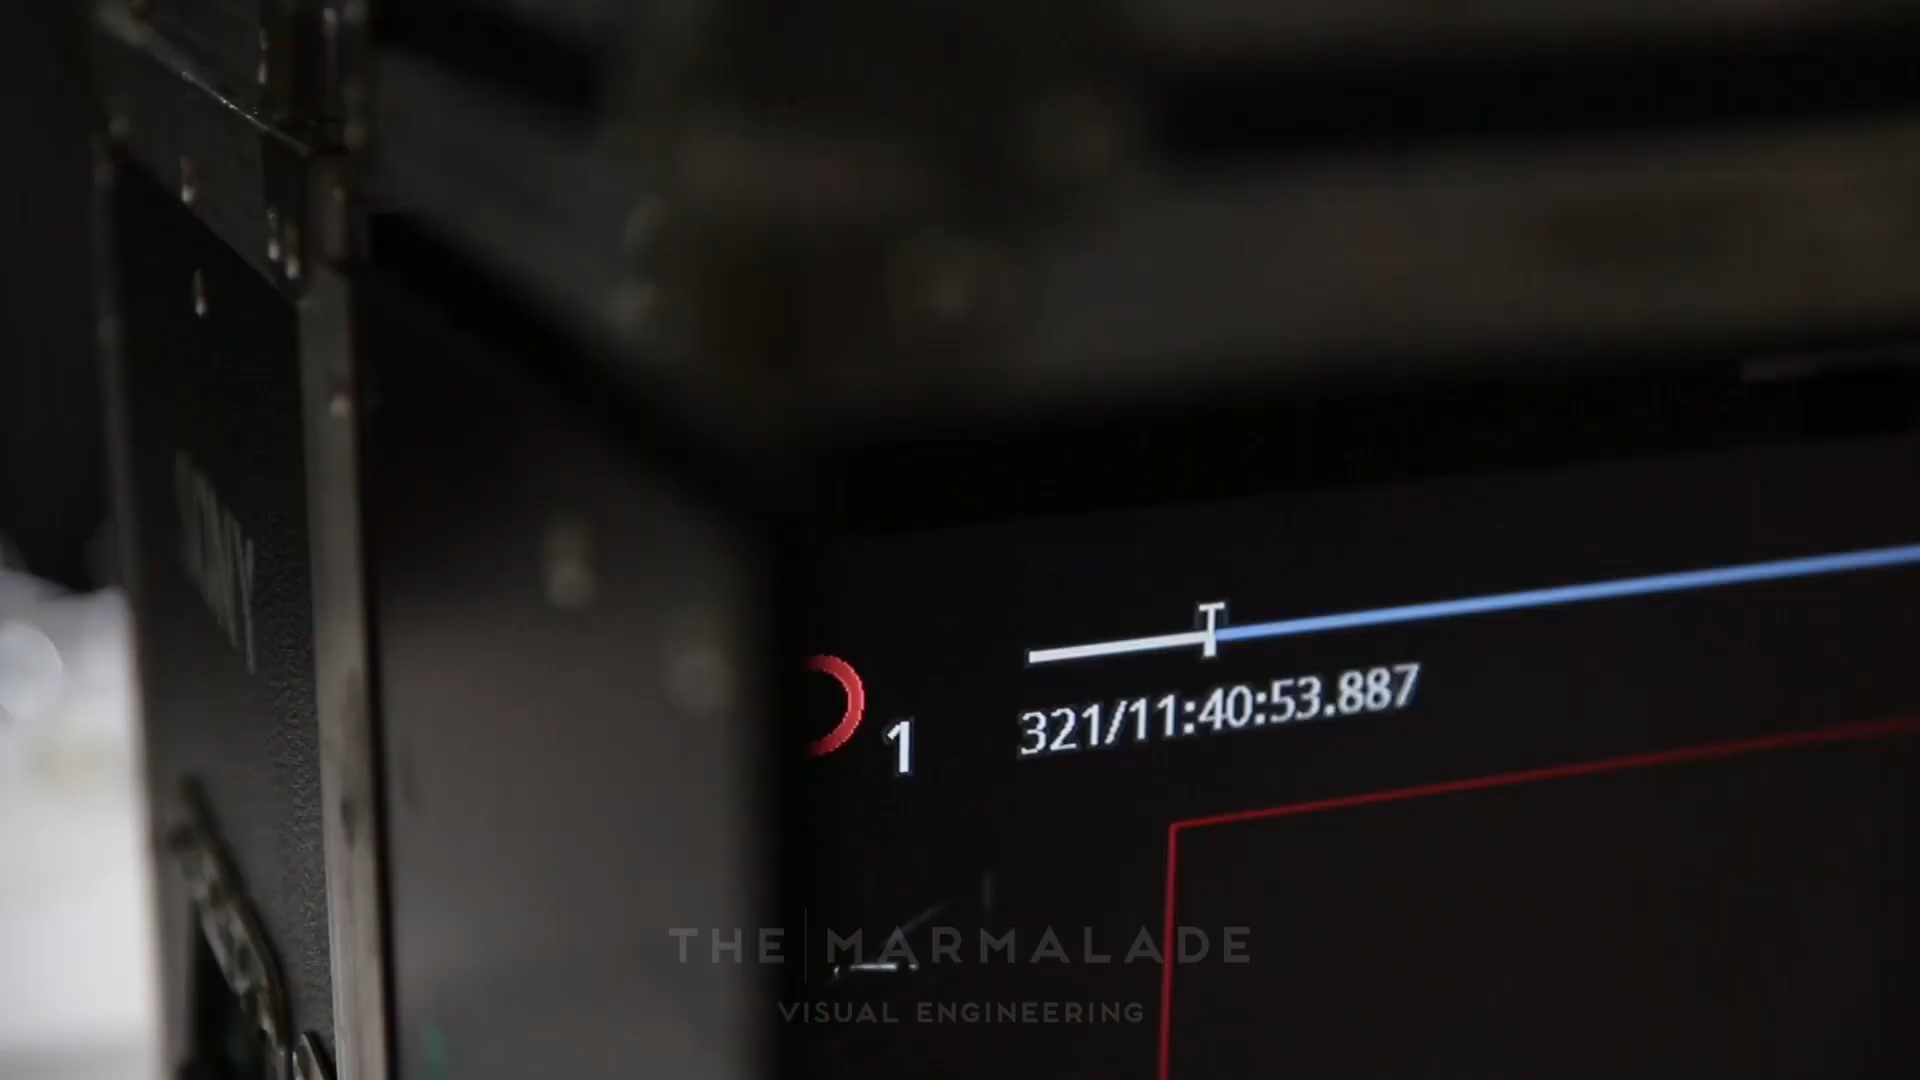 T
1
321/11:40:53.887
THE MARMALADE
VISUAL ENGINEERING